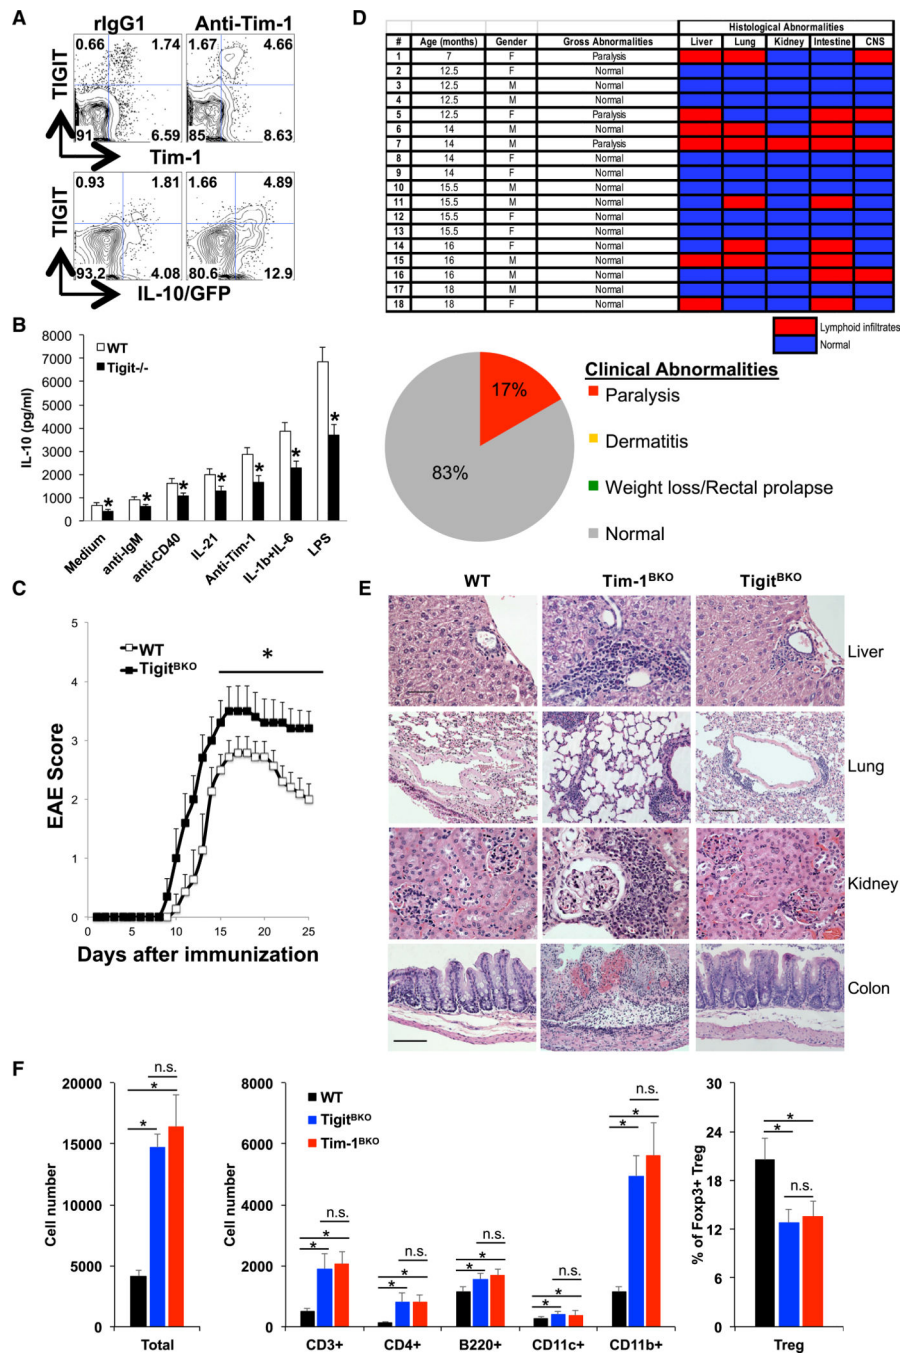 A
rIgG1 Anti-Tim-1
TIGIT
0.66 1.74 1.67 4.66
91 6.59 85 8.63
Tim-1
TIGIT
0.93 1.81 1.66 4.89
93.2 4.08 80.6 12.9
IL-10/GFP
B
IL-10 (pg/ml)
8000
7000
6000
5000
4000
3000
2000
1000
0
WT
Tigit-/-
* * * * * * *
Medium anti-IgM anti-CD40 IL-21 Anti-Tim-1 IL-1b+IL-6 LPS
C
EAE Score
5
4
3
2
1
0
WT
Tigit^BKO
*
0 5 10 15 20 25
Days after immunization
D
Histological Abnormalities
# Age (months) Gender Gross Abnormalities Liver Lung Kidney Intestine CNS
1 7 F Paralysis
2 12.5 F Normal
3 12.5 M Normal
4 12.5 M Normal
5 12.5 F Paralysis
6 14 M Normal
7 14 M Paralysis
8 14 F Normal
9 14 F Normal
10 15.5 M Normal
11 15.5 M Normal
12 15.5 F Normal
13 15.5 F Normal
14 16 F Normal
15 16 M Normal
16 16 M Normal
17 18 M Normal
18 18 F Normal
Lymphoid infiltrates
Normal
17%
83%
Clinical Abnormalities
Paralysis
Dermatitis
Weight loss/Rectal prolapse
Normal
E
WT Tim-1^BKO Tigit^BKO
Liver
Lung
Kidney
Colon
F
Cell number
20000
15000
10000
5000
0
n.s.
*
*
Total
Cell number
8000
6000
4000
2000
0
WT
Tigit^BKO
Tim-1^BKO
n.s. n.s. n.s. n.s. n.s.
* * * * *
* * * * *
CD3+ CD4+ B220+ CD11c+ CD11b+
% of Foxp3+ Treg
30
24
18
12
6
0
*
*
n.s.
Treg